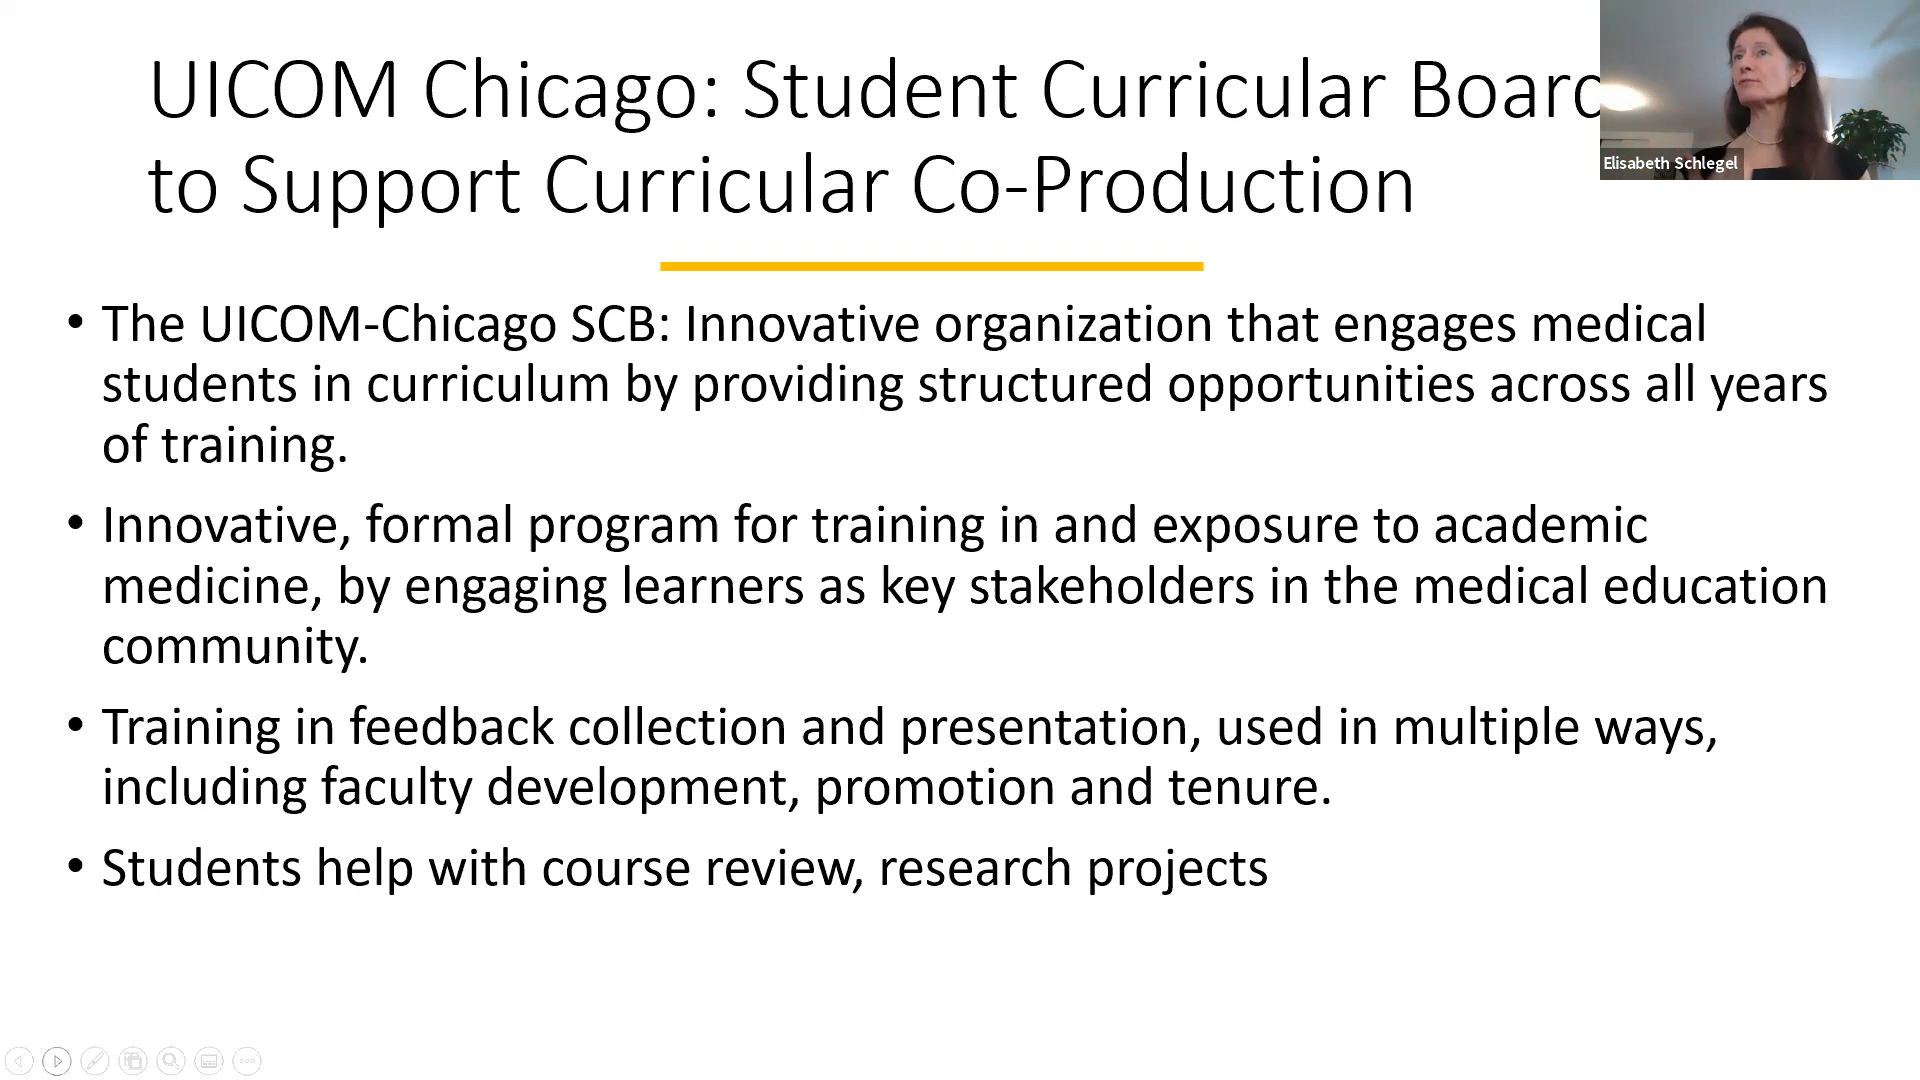 UICOM Chicago: Student Curricular Board
to Support Curricular Co-Production
Elisabeth Schlegel
• The UICOM-Chicago SCB: Innovative organization that engages medical
students in curriculum by providing structured opportunities across all years
of training.
• Innovative, formal program for training in and exposure to academic
medicine, by engaging learners as key stakeholders in the medical education
community.
• Training in feedback collection and presentation, used in multiple ways,
including faculty development, promotion and tenure.
• Students help with course review, research projects